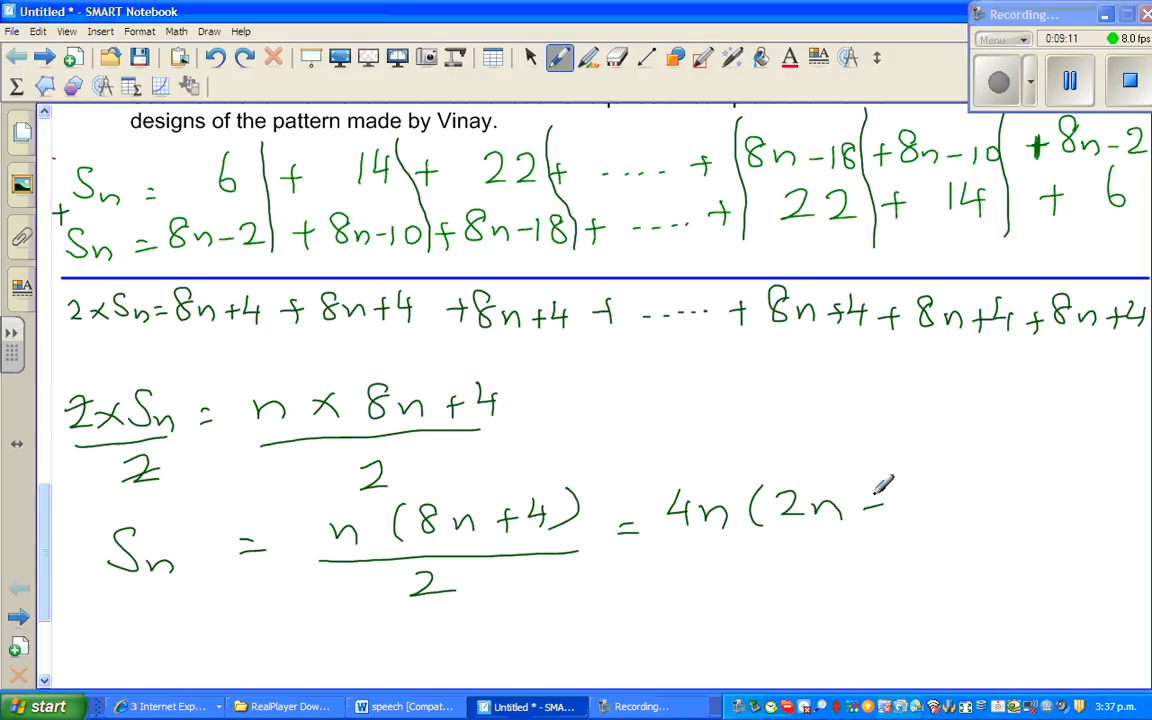 Untitled * - SMART Notebook
Recording...
File Edit View Insert Format Tools Math Draw Help
Menu 0:09:11 8.0 fps
designs of the pattern made by Vinay.
Sn = 6 + 14 + 22 + ..... + 8n-18 + 8n-10 + 8n-2
+ Sn = 8n-2 + 8n-10 + 8n-18 + ..... + 22 + 14 + 6
2 x Sn = 8n+4 + 8n+4 + 8n+4 + ..... + 8n+4 + 8n+4 + 8n+4
2 x Sn = n x 8n + 4
2 2
Sn = n (8n + 4) = 4n (2n -
2
start 3 Internet Exp... RealPlayer Dow... speech [Compat... Untitled * - SMA... Recording... 3:37 p.m.